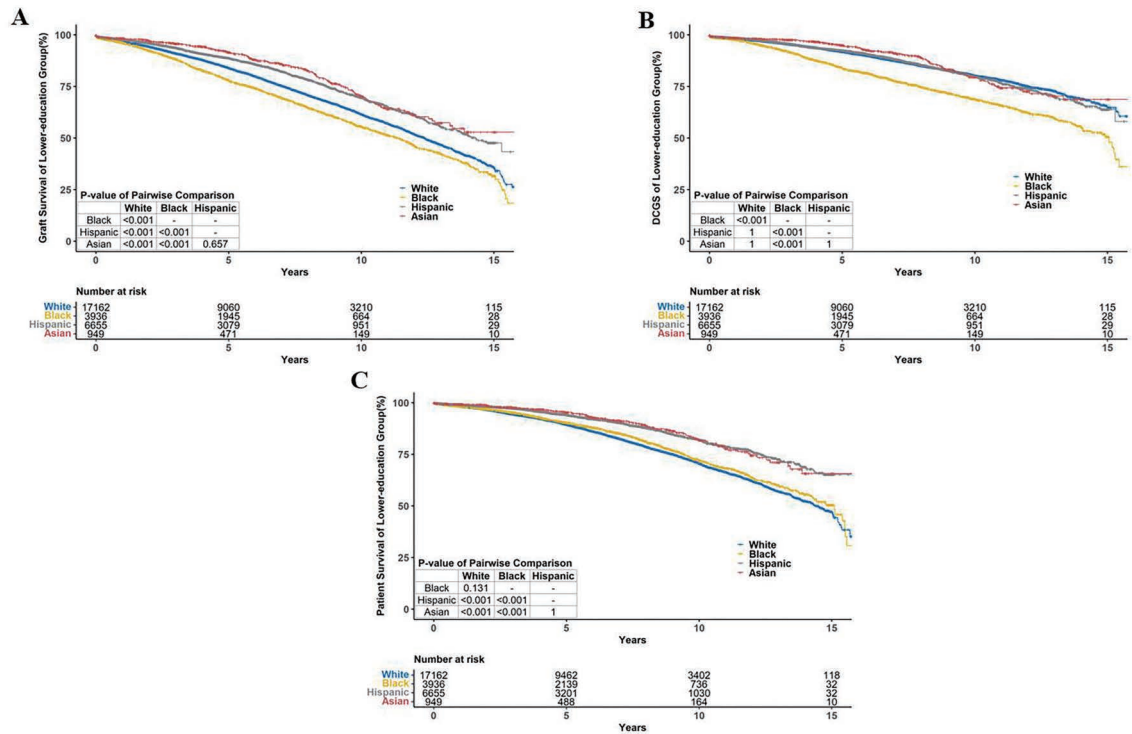 A
Graft Survival of Lower-education Group(%)
100
75
50
25
0
White
Black
Hispanic
Asian
P-value of Pairwise Comparison
White Black Hispanic
Black <0.001 - -
Hispanic <0.001 <0.001 -
Asian <0.001 <0.001 0.657
0 5 10 15
Years
Number at risk
White 17162 9060 3210 115
Black 3936 1945 664 28
Hispanic 6655 3079 951 29
Asian 949 471 149 10
0 5 10 15
Years
B
DCGS of Lower-education Group(%)
100
75
50
25
0
White
Black
Hispanic
Asian
P-value of Pairwise Comparison
White Black Hispanic
Black <0.001 - -
Hispanic 1 <0.001 -
Asian 1 <0.001 1
0 5 10 15
Years
Number at risk
White 17162 9060 3210 115
Black 3936 1945 664 28
Hispanic 6655 3079 951 29
Asian 949 471 149 10
0 5 10 15
Years
C
Patient Survival of Lower-education Group(%)
100
75
50
25
0
White
Black
Hispanic
Asian
P-value of Pairwise Comparison
White Black Hispanic
Black 0.131 - -
Hispanic <0.001 <0.001 -
Asian <0.001 <0.001 1
0 5 10 15
Years
Number at risk
White 17162 9462 3402 118
Black 3936 2139 736 32
Hispanic 6655 3201 1030 32
Asian 949 488 164 10
0 5 10 15
Years